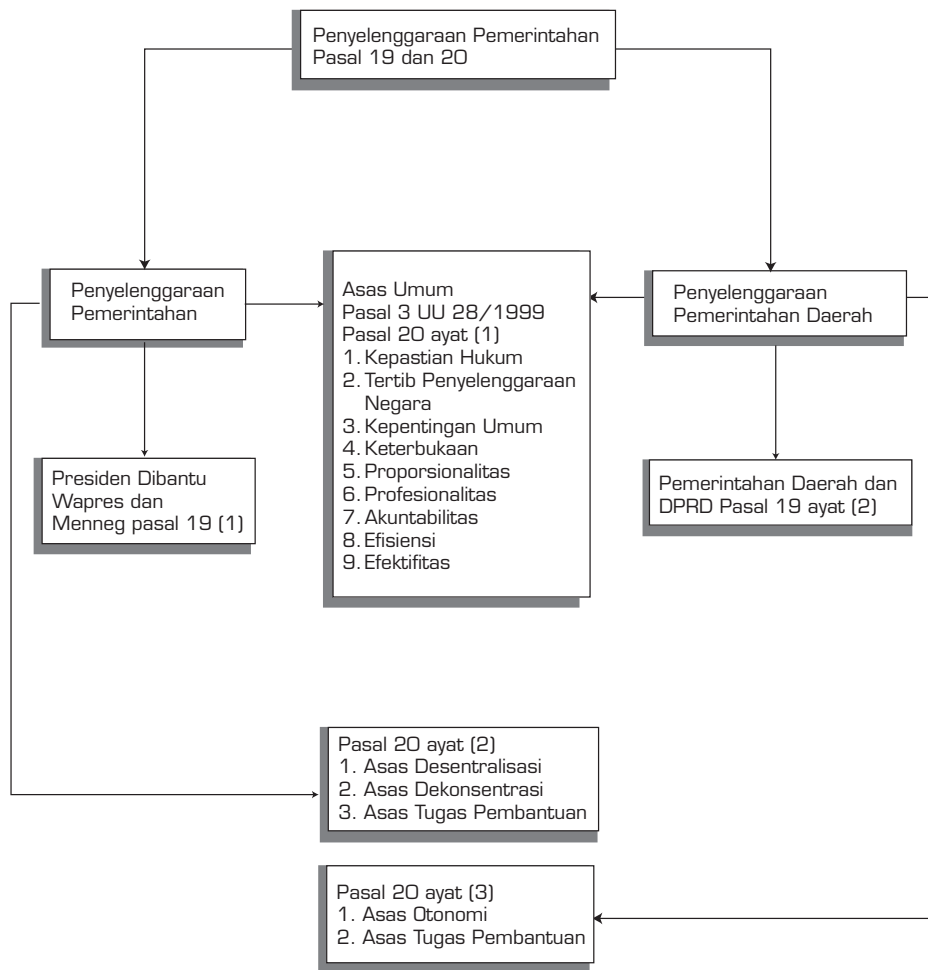 Penyelenggaraan Pemerintahan
Pasal 19 dan 20
Penyelenggaraan
Pemerintahan
Asas Umum
Pasal 3 UU 28/1999
Pasal 20 ayat (1)
1. Kepastian Hukum
2. Tertib Penyelenggaraan
Negara
3. Kepentingan Umum
4. Keterbukaan
5. Proporsionalitas
6. Profesionalitas
7. Akuntabilitas
8. Efisiensi
9. Efektifitas
Penyelenggaraan
Pemerintahan Daerah
Presiden Dibantu
Wapres dan
Menneg pasal 19 (1)
Pemerintahan Daerah dan
DPRD Pasal 19 ayat (2)
Pasal 20 ayat (2)
1. Asas Desentralisasi
2. Asas Dekonsentrasi
3. Asas Tugas Pembantuan
Pasal 20 ayat (3)
1. Asas Otonomi
2. Asas Tugas Pembantuan